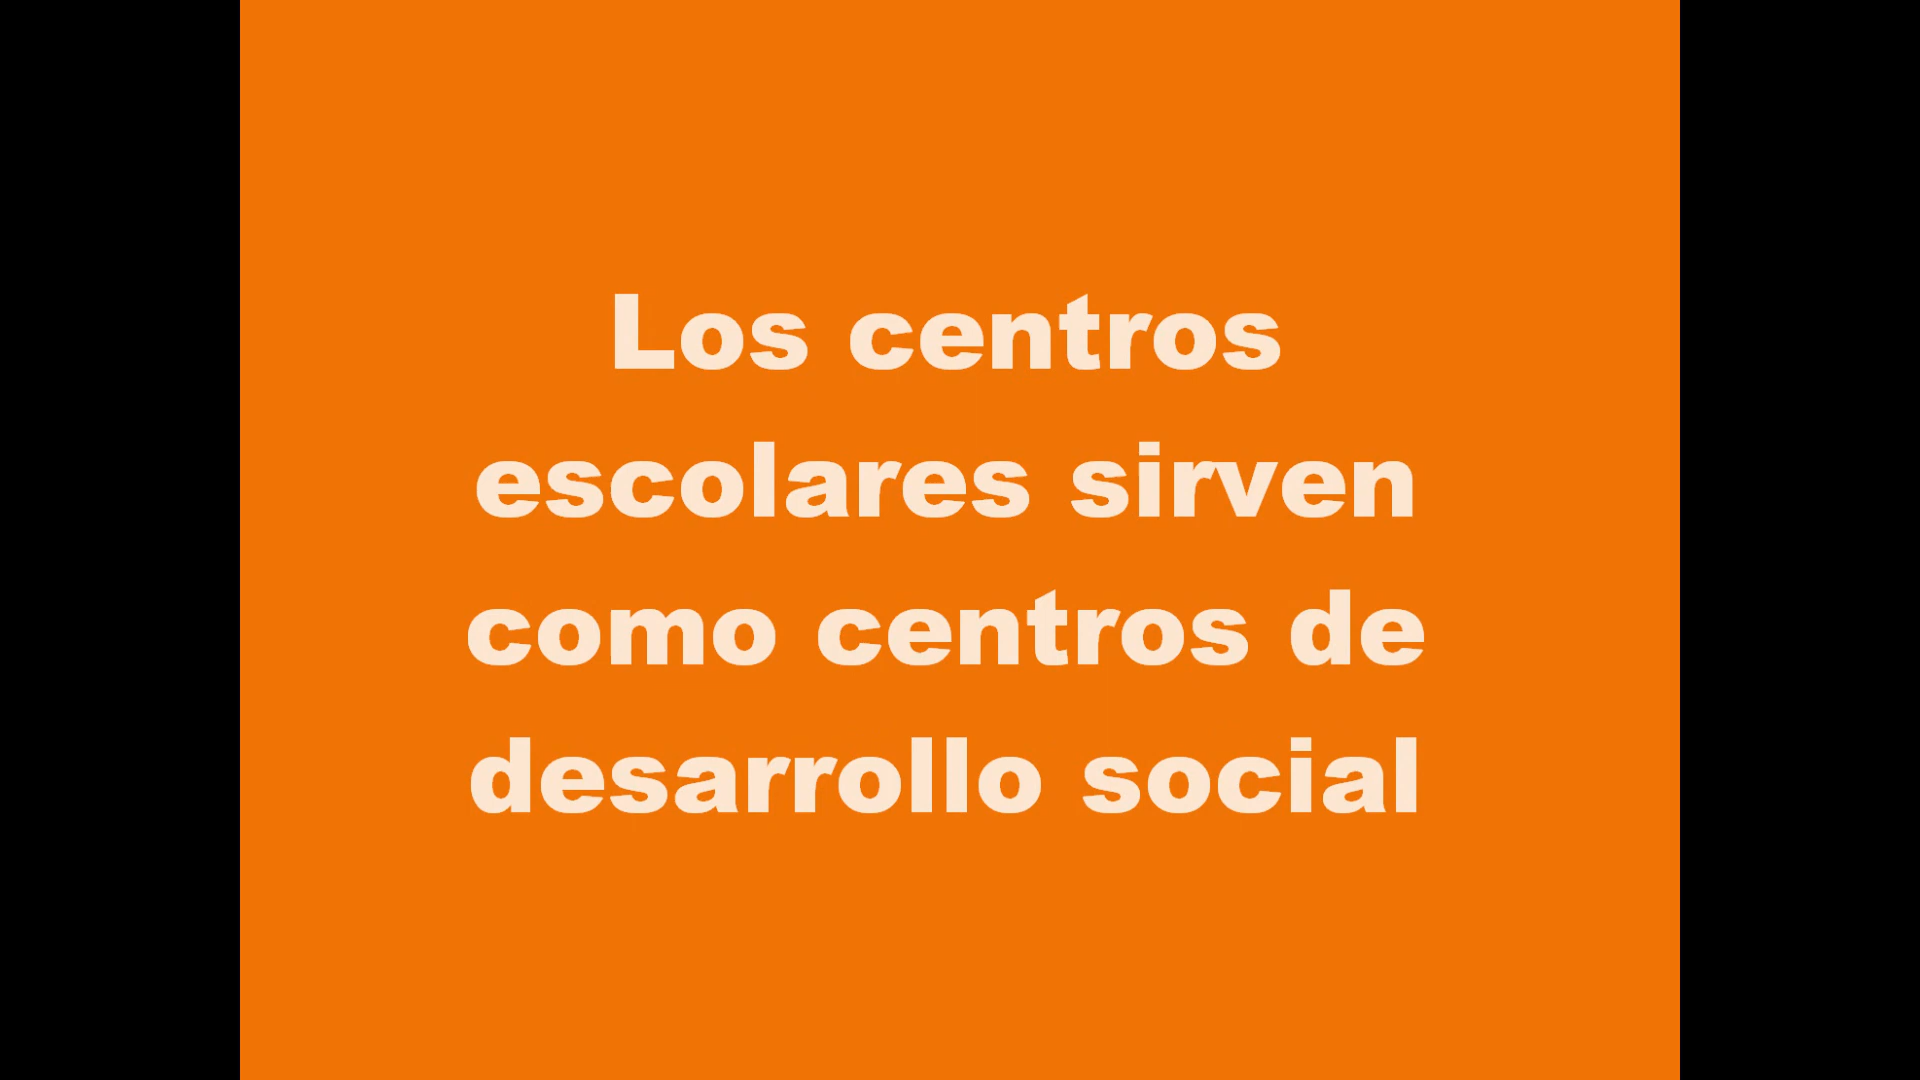 Los centros
escolares sirven
como centros de
desarrollo social